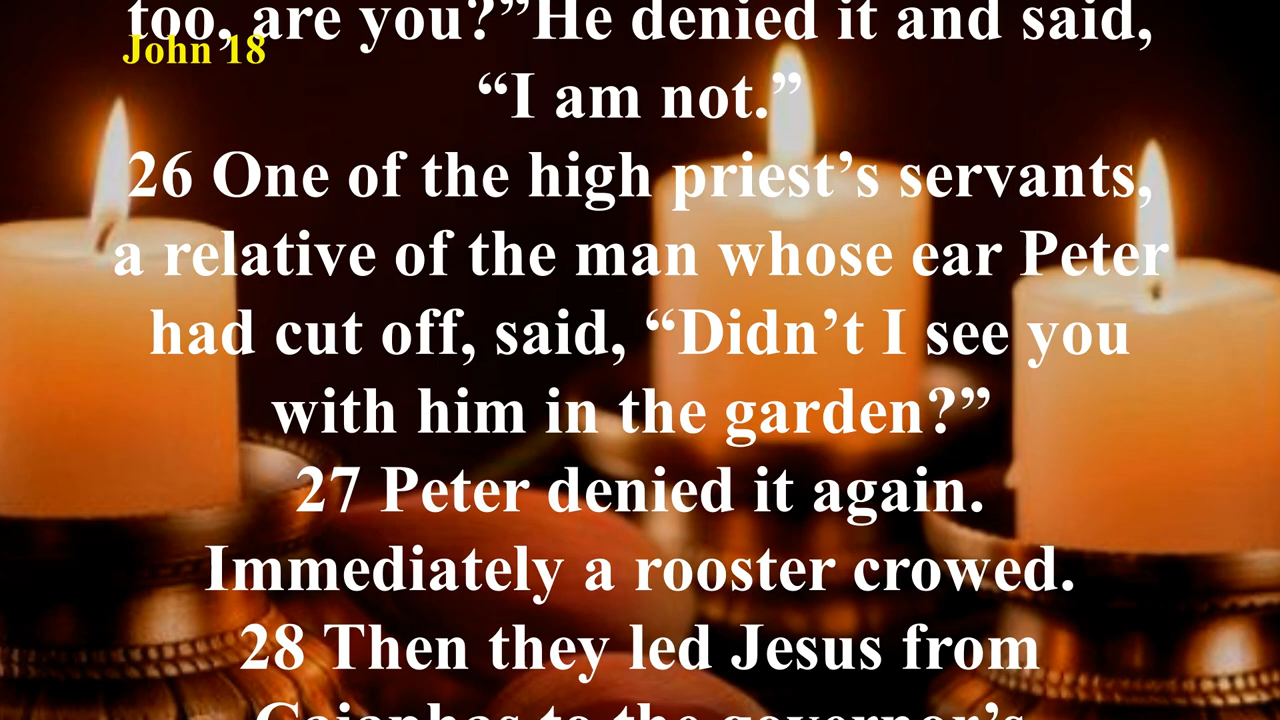 too, are you?”He denied it and said,
John 18
“I am not.”
26 One of the high priest’s servants,
a relative of the man whose ear Peter
had cut off, said, “Didn’t I see you
with him in the garden?”
27 Peter denied it again.
Immediately a rooster crowed.
28 Then they led Jesus from
Caiaphas to the governor’s